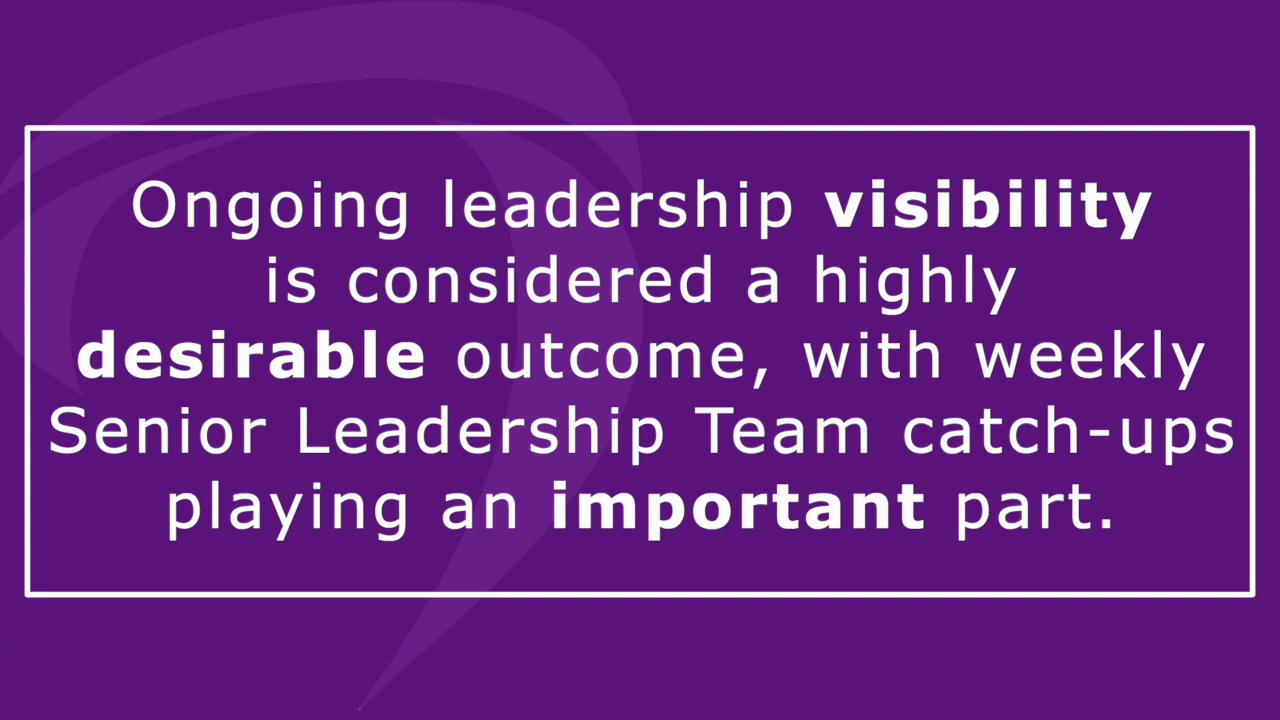 Ongoing leadership visibility
is considered a highly
desirable outcome, with weekly
Senior Leadership Team catch-ups
playing an important part.